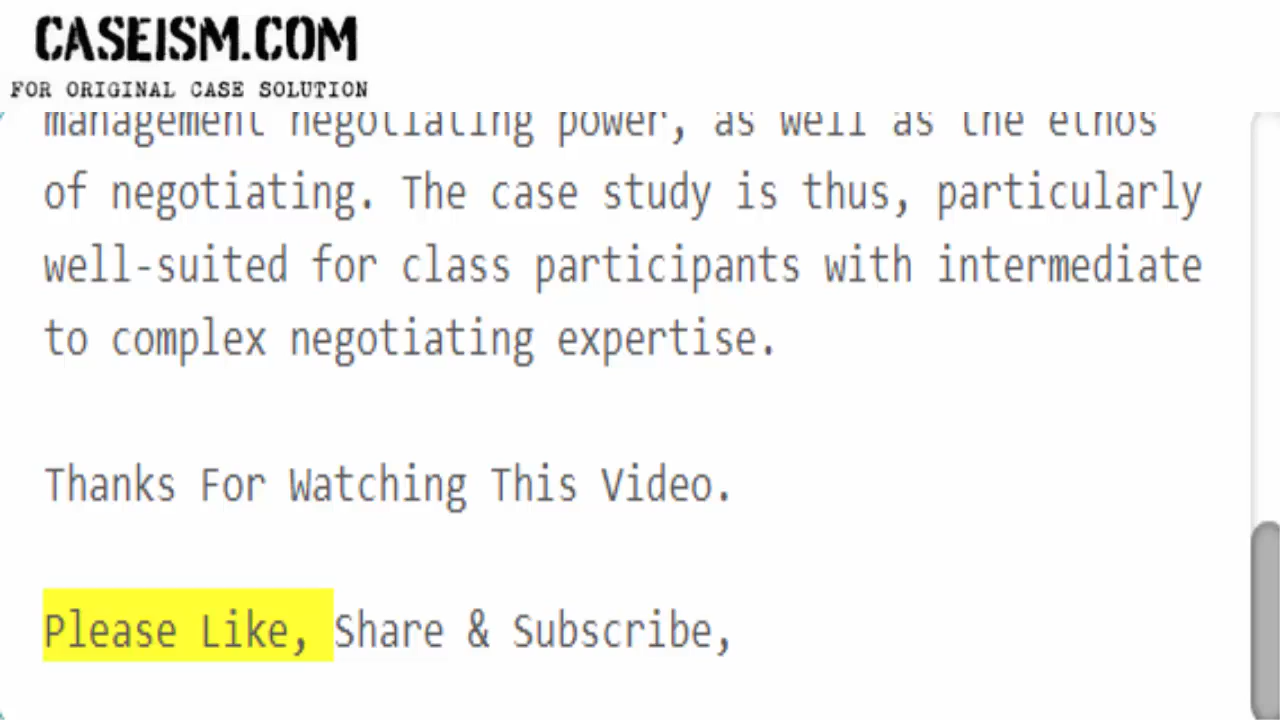 CASEISM.COM
FOR ORIGINAL CASE SOLUTION
management negotiating power, as well as the ethos
of negotiating. The case study is thus, particularly
well-suited for class participants with intermediate
to complex negotiating expertise.
Thanks For Watching This Video.
Please Like, Share & Subscribe,